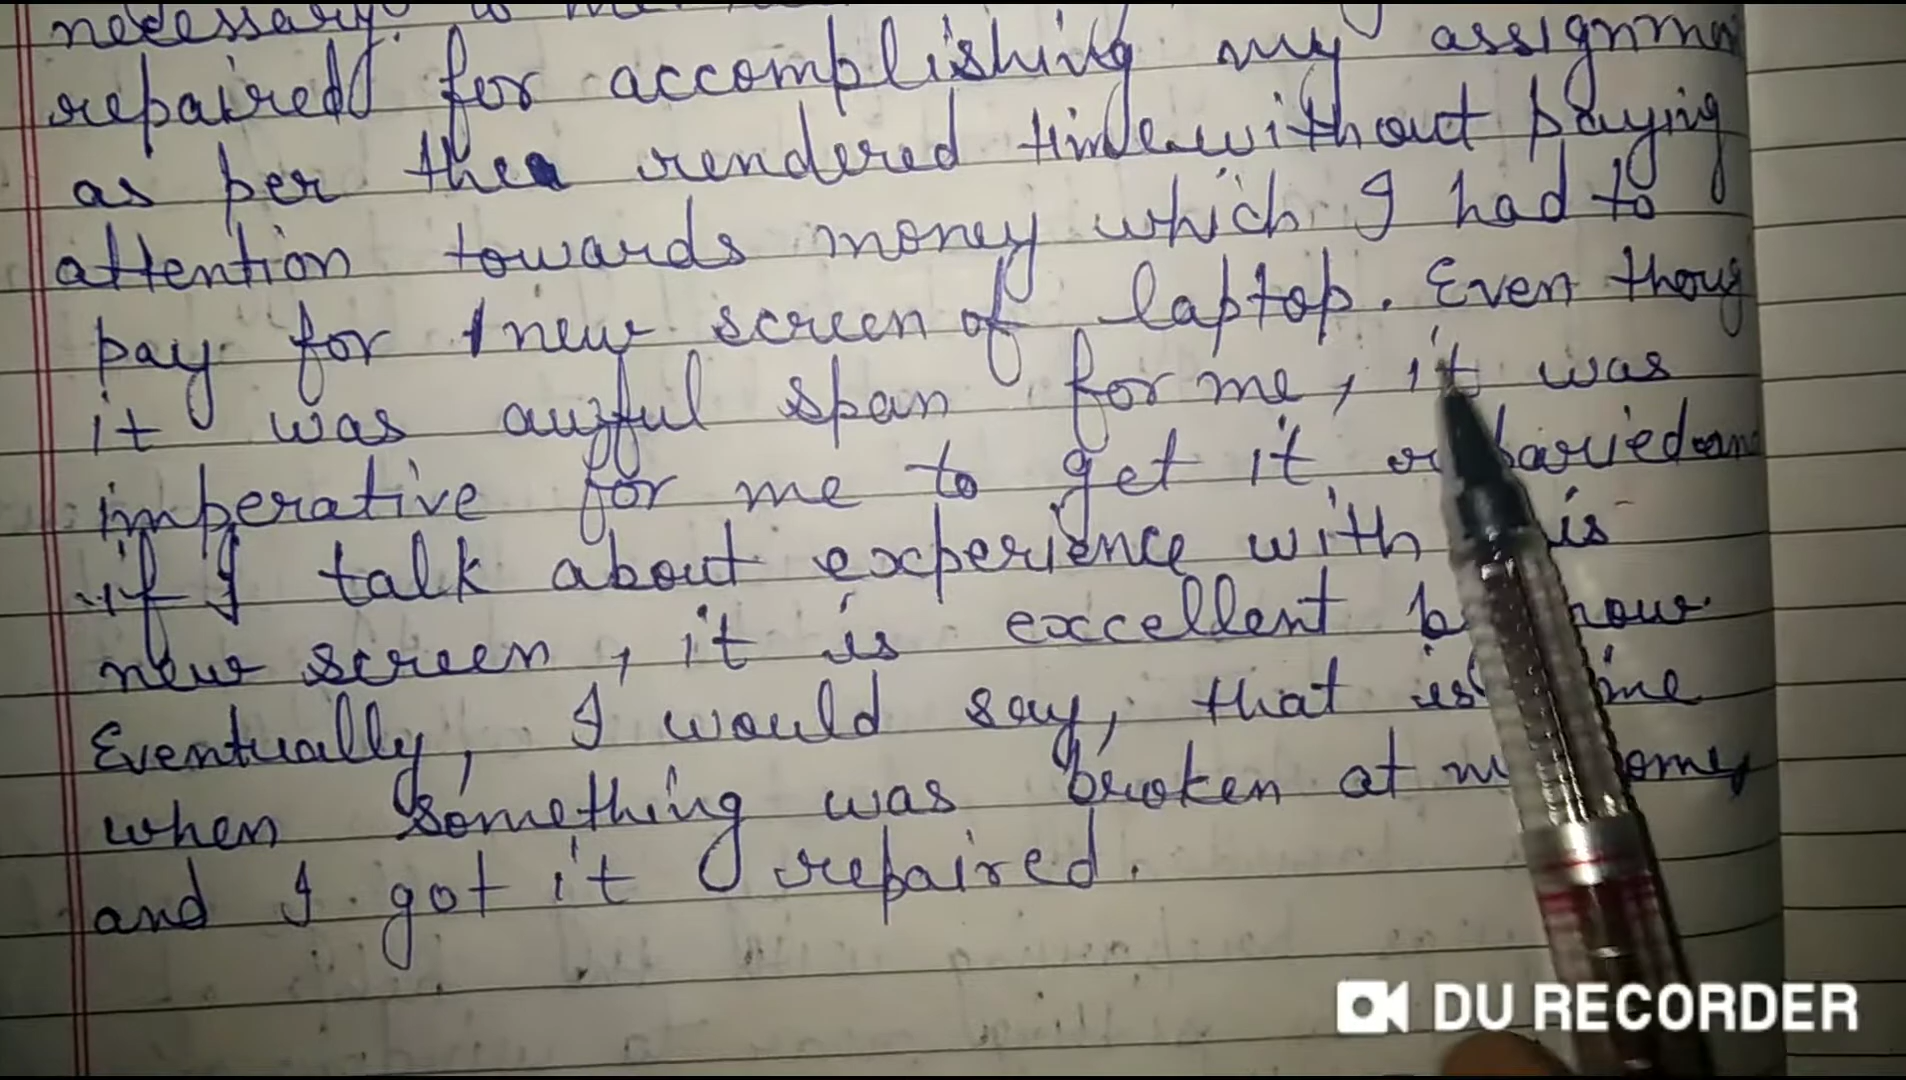 necessary to
repaired for accomplishing my
as per the rendered time without paying
attention towards money which I had to
pay for new screen of laptop. Even thoug
it was awful span for me, it was
imperative for me to get it
if I talk about experience with is
new screen, it is excellent
Eventually, I would say, that is
when something was broken at
and I got it repaired.
DU RECORDER